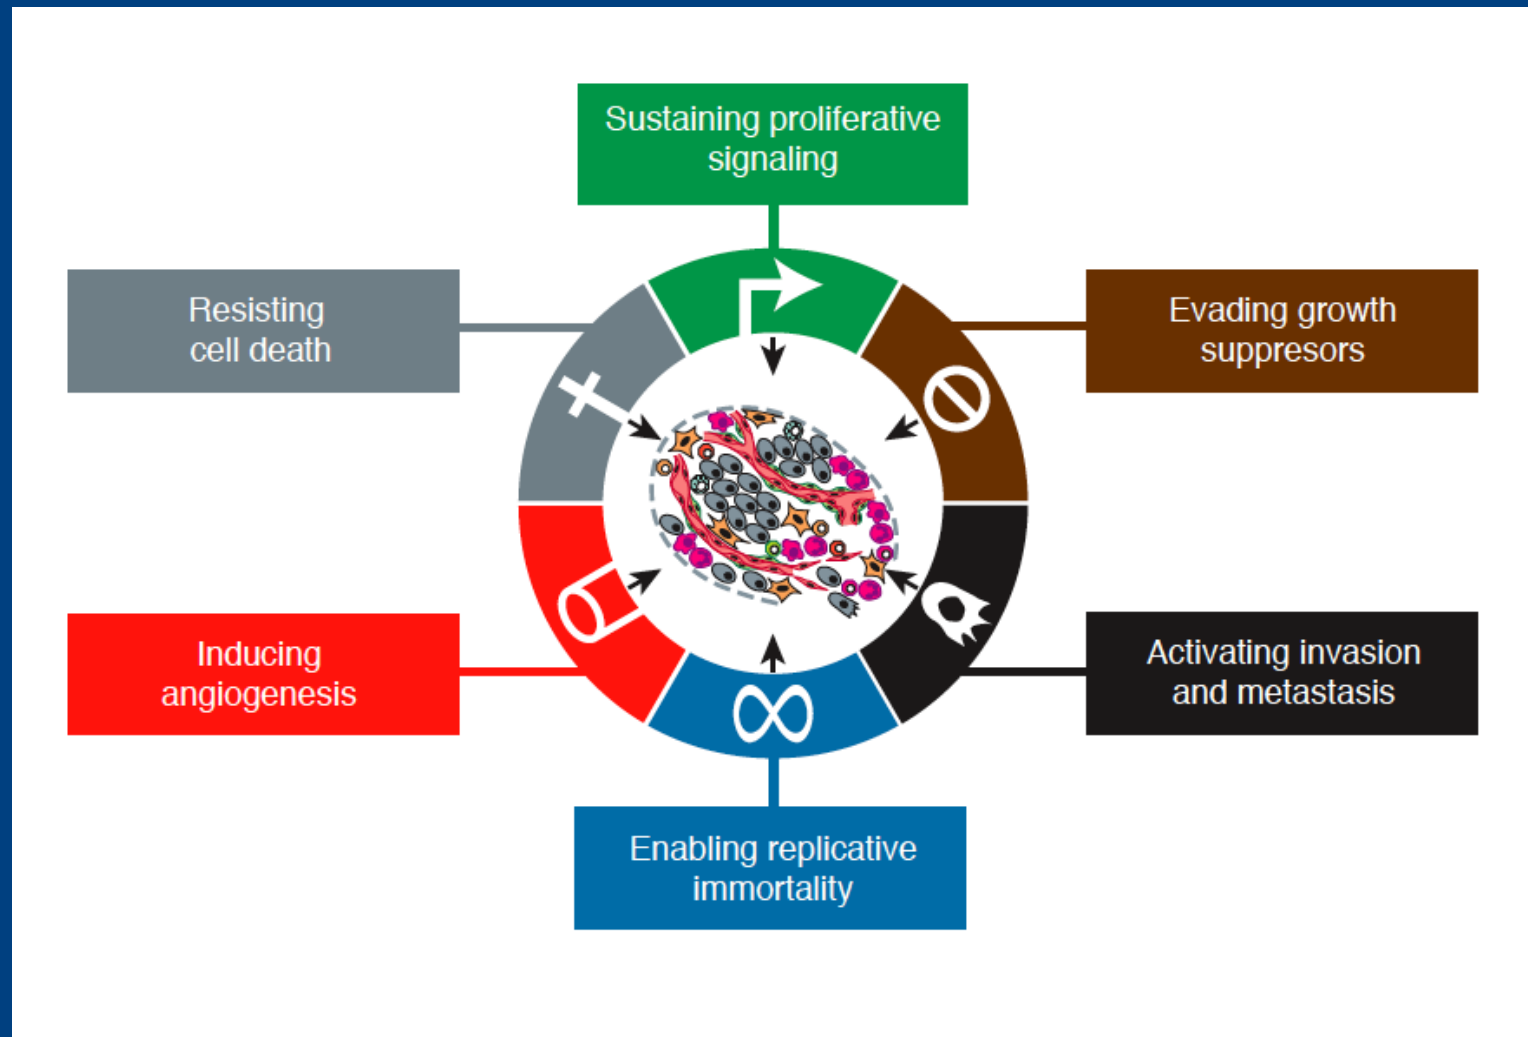 Sustaining proliferative
signaling
Resisting
cell death
Evading growth
suppresors
Inducing
angiogenesis
Activating invasion
and metastasis
Enabling replicative
immortality